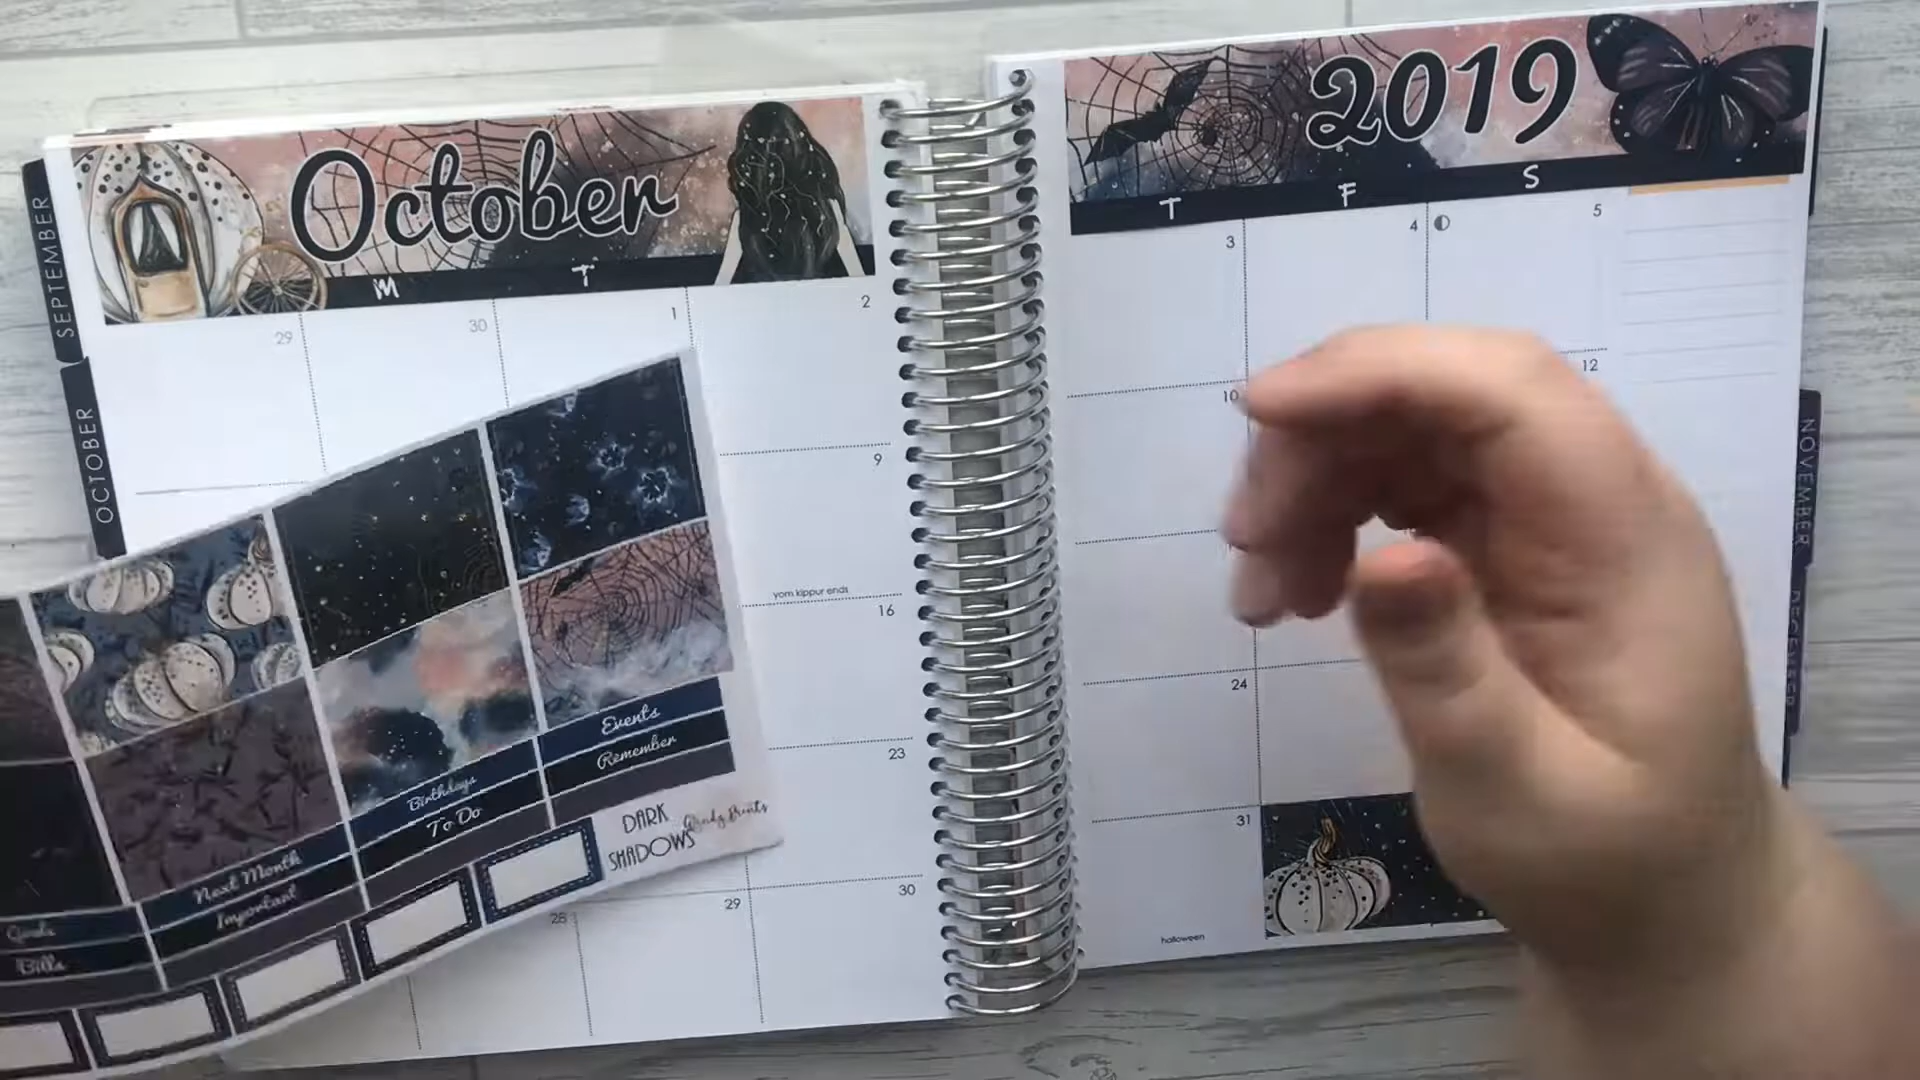 October
2019
M
T
T
F
S
SEPTEMBER
OCTOBER
NOVEMBER
DECEMBER
29
30
1
2
3
4
5
9
10
12
yom kippur ends
16
23
24
28
29
30
31
halloween
Events
Remember
Birthdays
To Do
Next Month
Important
Goals
Bills
DARK
SHADOWS